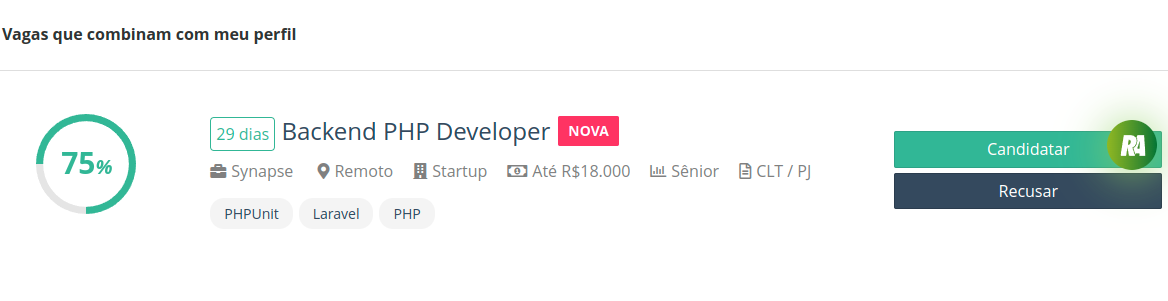 Vagas que combinam com meu perfil
75%
29 dias Backend PHP Developer NOVA
Synapse Remoto Startup Até R$18.000 Sênior CLT / PJ
PHPUnit Laravel PHP
Candidatar
RA
Recusar